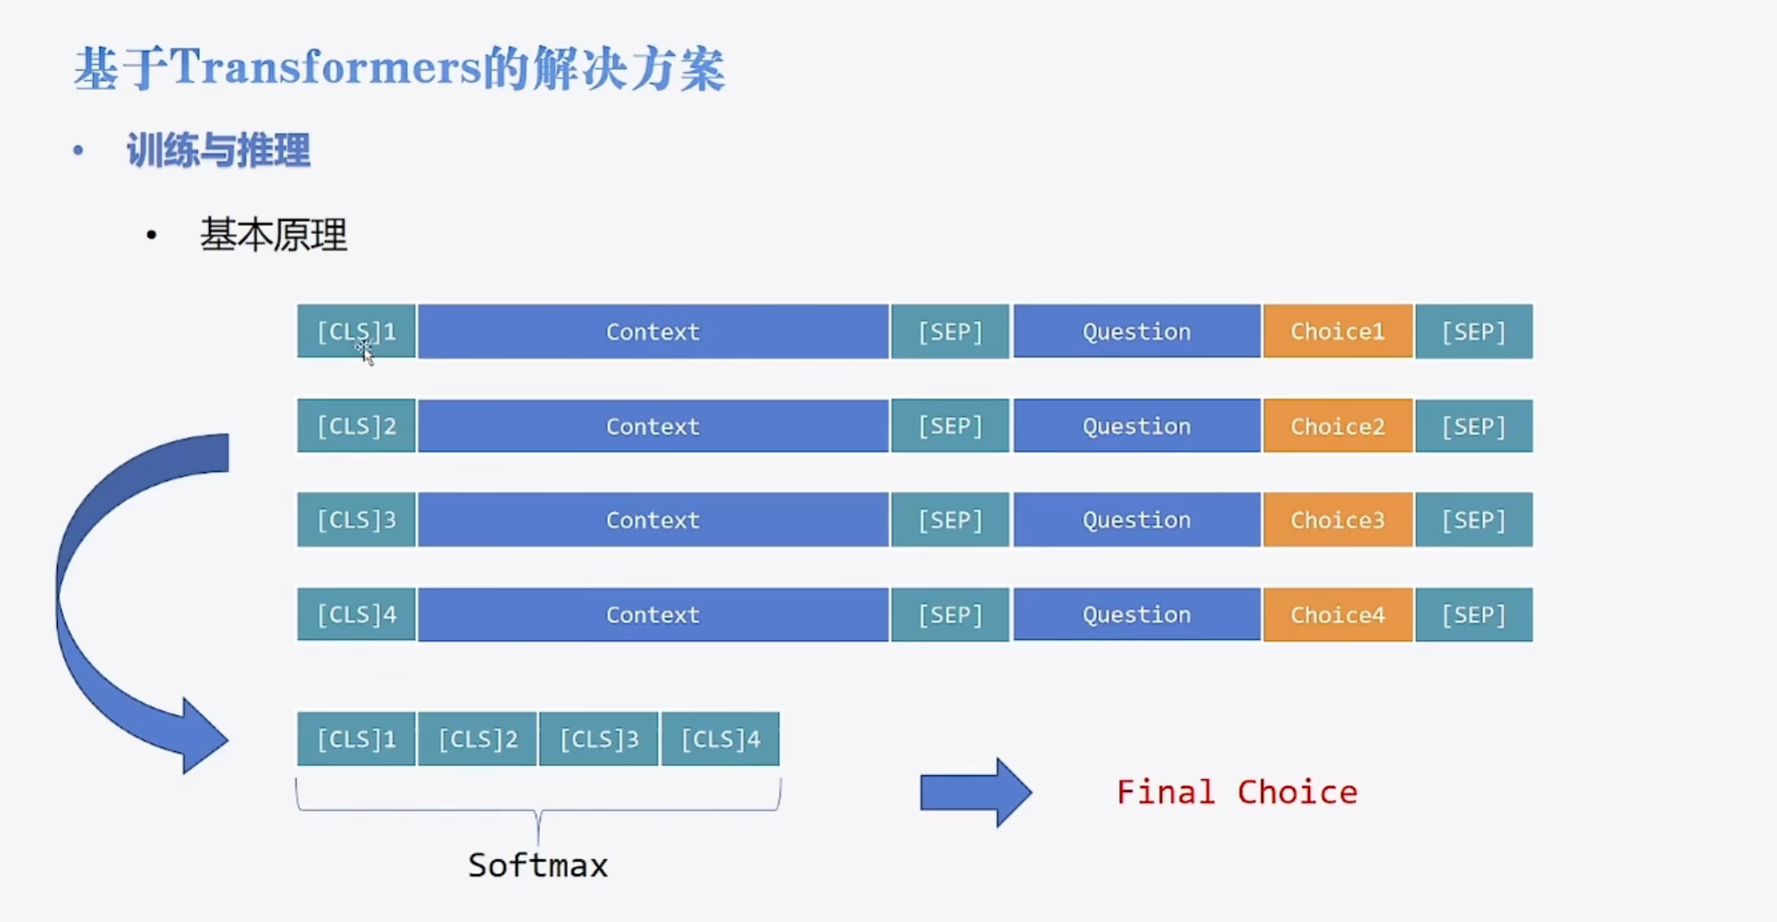 基于Transformers的解决方案
• 训练与推理
• 基本原理
[CLS]1 Context [SEP] Question Choice1 [SEP]
[CLS]2 Context [SEP] Question Choice2 [SEP]
[CLS]3 Context [SEP] Question Choice3 [SEP]
[CLS]4 Context [SEP] Question Choice4 [SEP]
[CLS]1 [CLS]2 [CLS]3 [CLS]4
Final Choice
Softmax